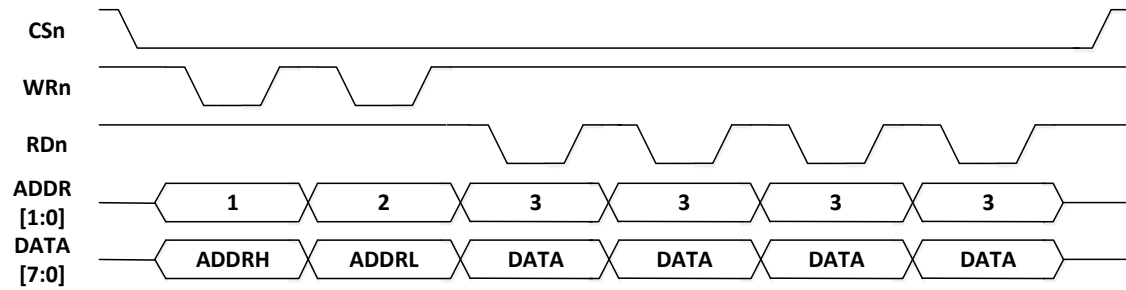 CSn
WRn
RDn
ADDR
[1:0]
1 2 3 3 3 3
DATA
[7:0]
ADDRH ADDRL DATA DATA DATA DATA